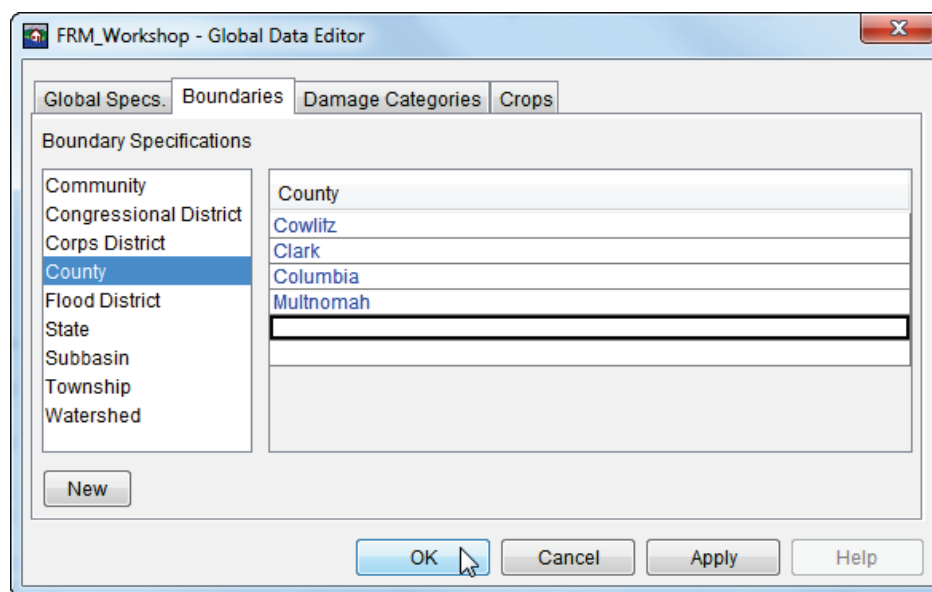 FRM_Workshop - Global Data Editor
X
Global Specs. Boundaries Damage Categories Crops
Boundary Specifications
Community
Congressional District
Corps District
County
Flood District
State
Subbasin
Township
Watershed
County
Cowlitz
Clark
Columbia
Multnomah
New
OK Cancel Apply Help